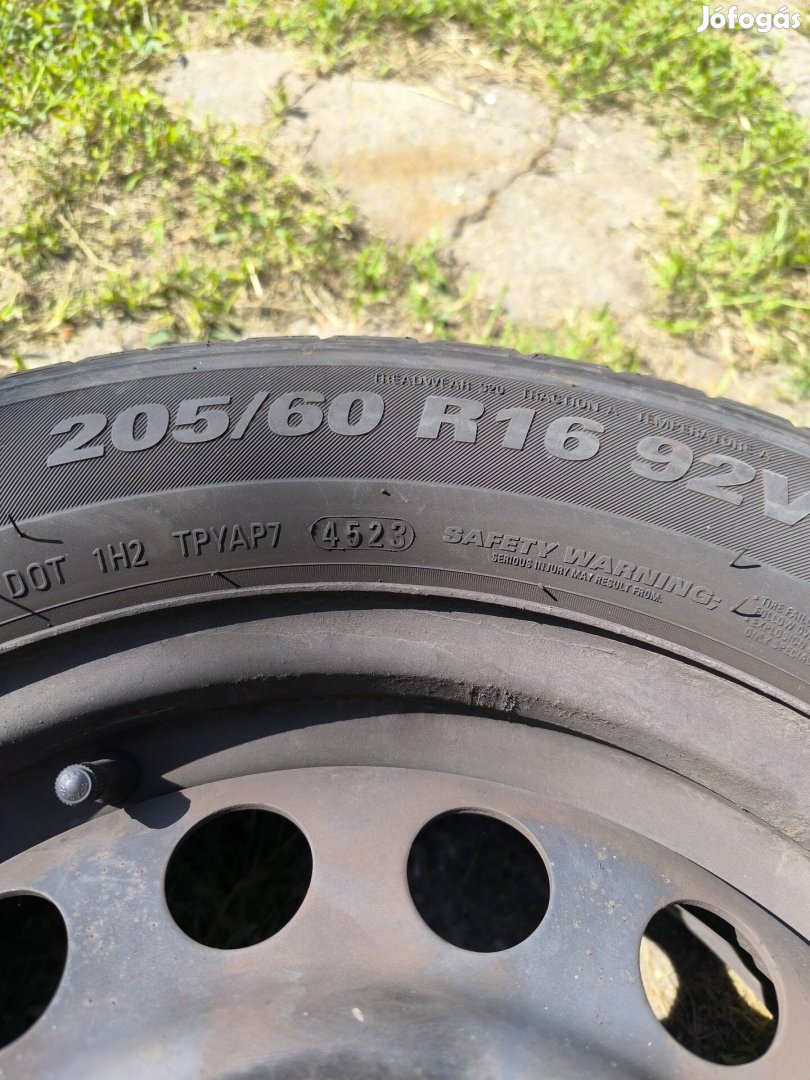 Jófogás
TREADWEAR 320 TRACTION A TEMPERATURE A
205/60 R16 92V
DOT 1H2 TPYAP7 4523 SAFETY WARNING:
SERIOUS INJURY MAY RESULT FROM: